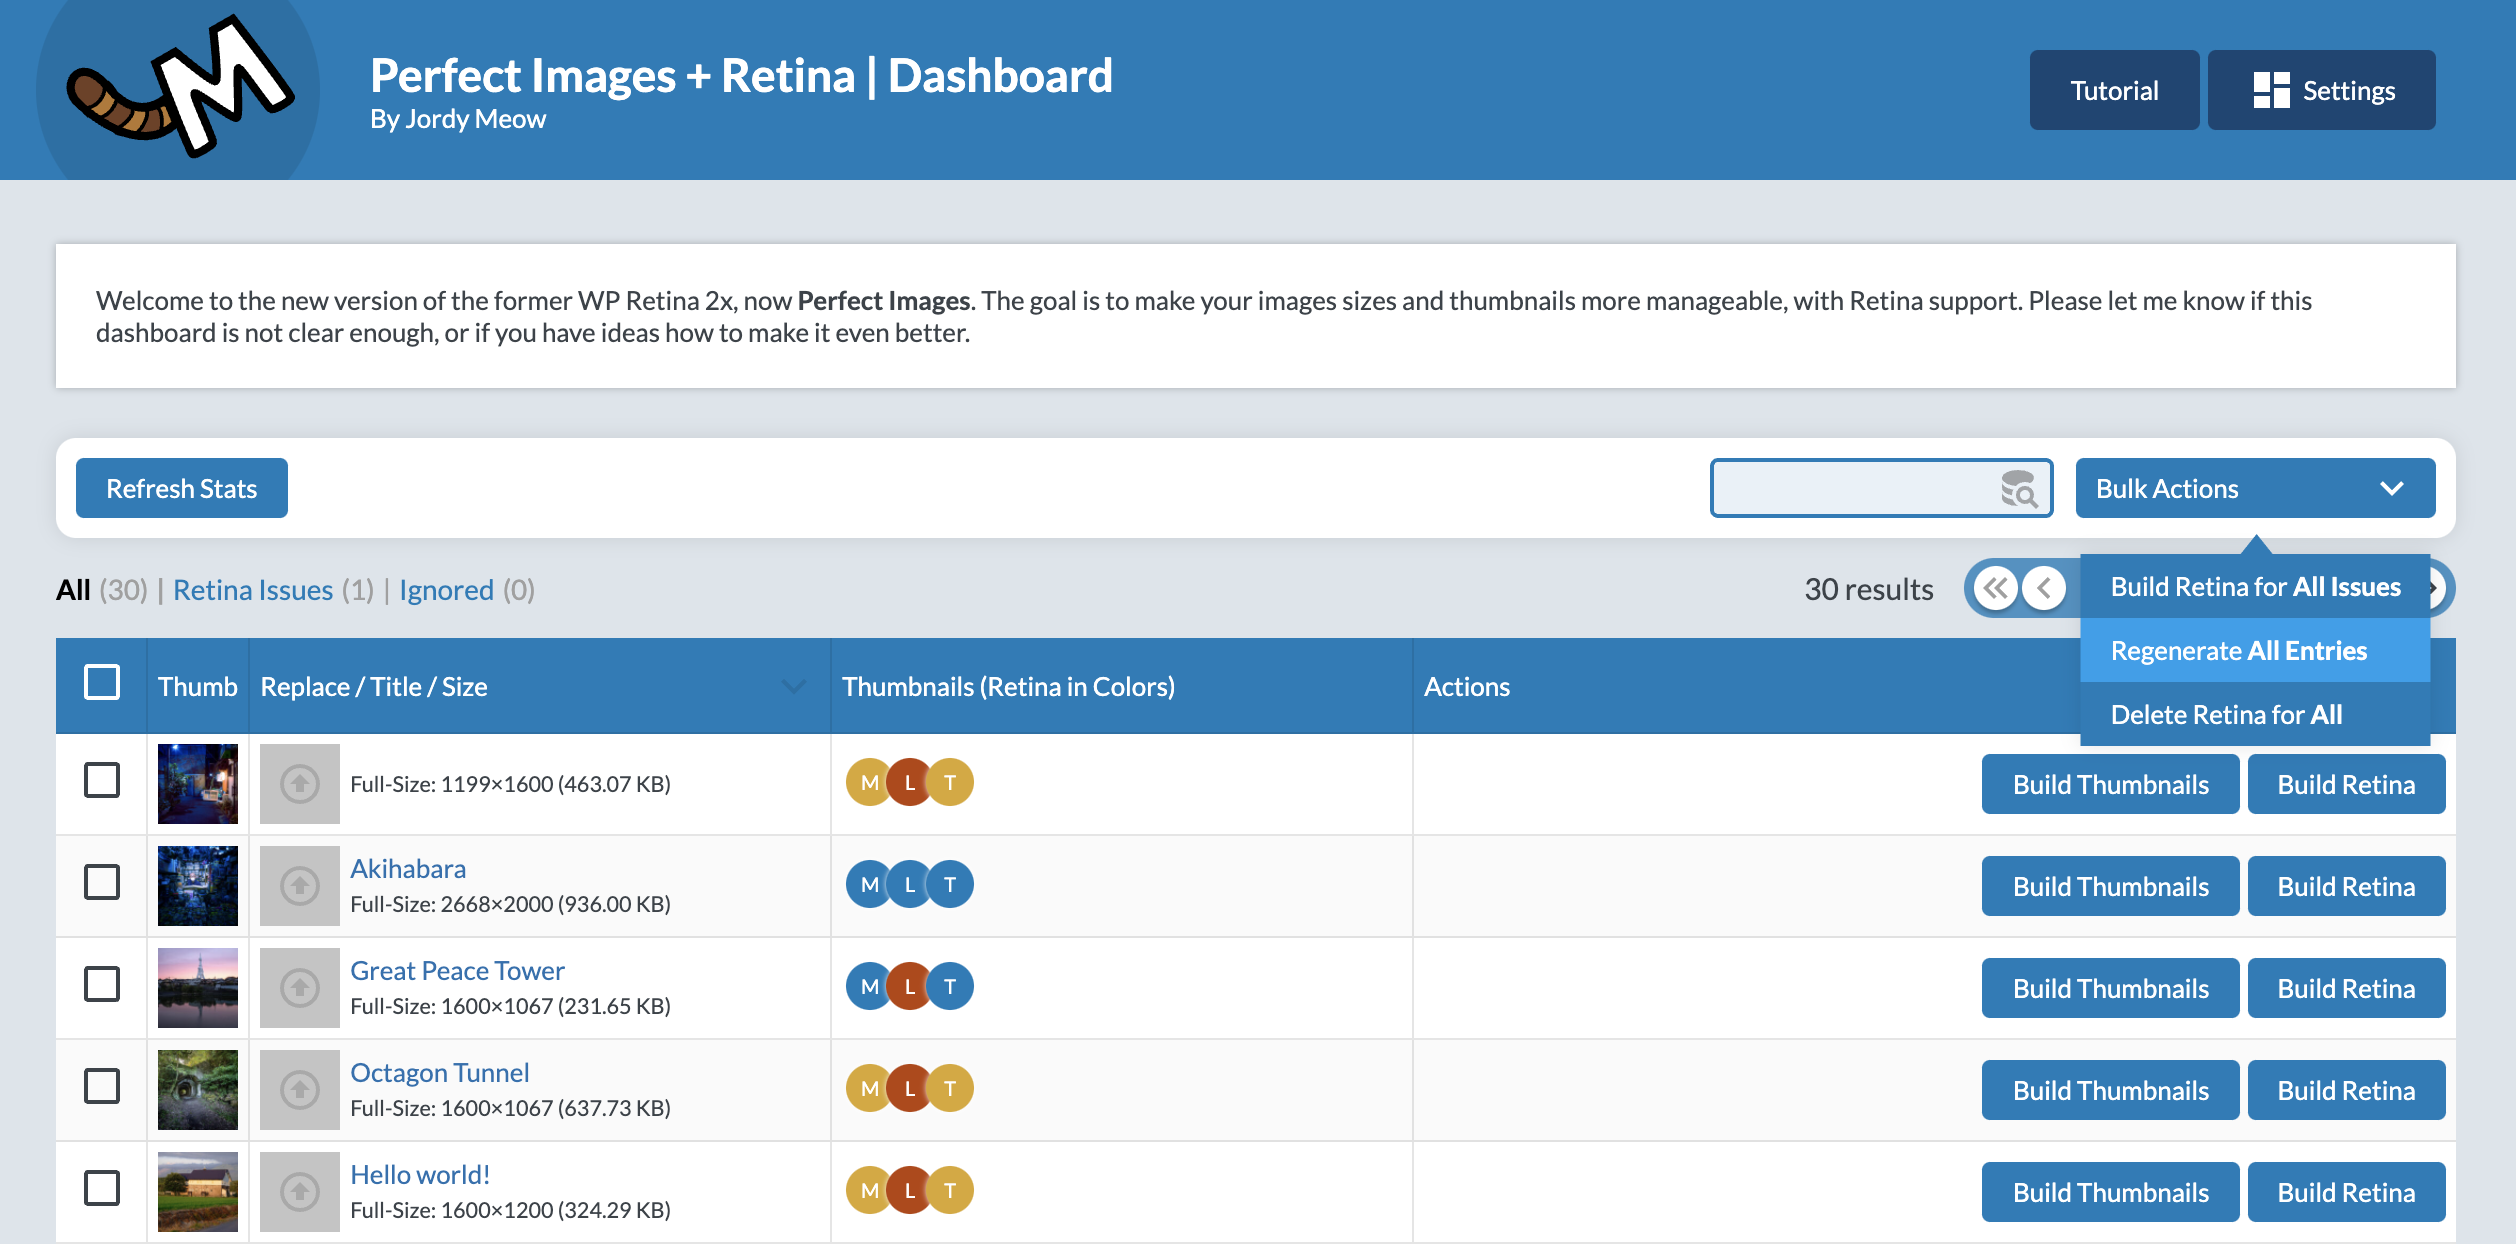 M
Perfect Images + Retina | Dashboard
By Jordy Meow
Tutorial
Settings
Welcome to the new version of the former WP Retina 2x, now Perfect Images. The goal is to make your images sizes and thumbnails more manageable, with Retina support. Please let me know if this
dashboard is not clear enough, or if you have ideas how to make it even better.
Refresh Stats
Bulk Actions
All (30) | Retina Issues (1) | Ignored (0)
30 results
Build Retina for All Issues
Regenerate All Entries
Delete Retina for All
Thumb
Replace / Title / Size
Thumbnails (Retina in Colors)
Actions
Full-Size: 1199×1600 (463.07 KB)
M L T
Build Thumbnails
Build Retina
Akihabara
Full-Size: 2668×2000 (936.00 KB)
M L T
Build Thumbnails
Build Retina
Great Peace Tower
Full-Size: 1600×1067 (231.65 KB)
M L T
Build Thumbnails
Build Retina
Octagon Tunnel
Full-Size: 1600×1067 (637.73 KB)
M L T
Build Thumbnails
Build Retina
Hello world!
Full-Size: 1600×1200 (324.29 KB)
M L T
Build Thumbnails
Build Retina